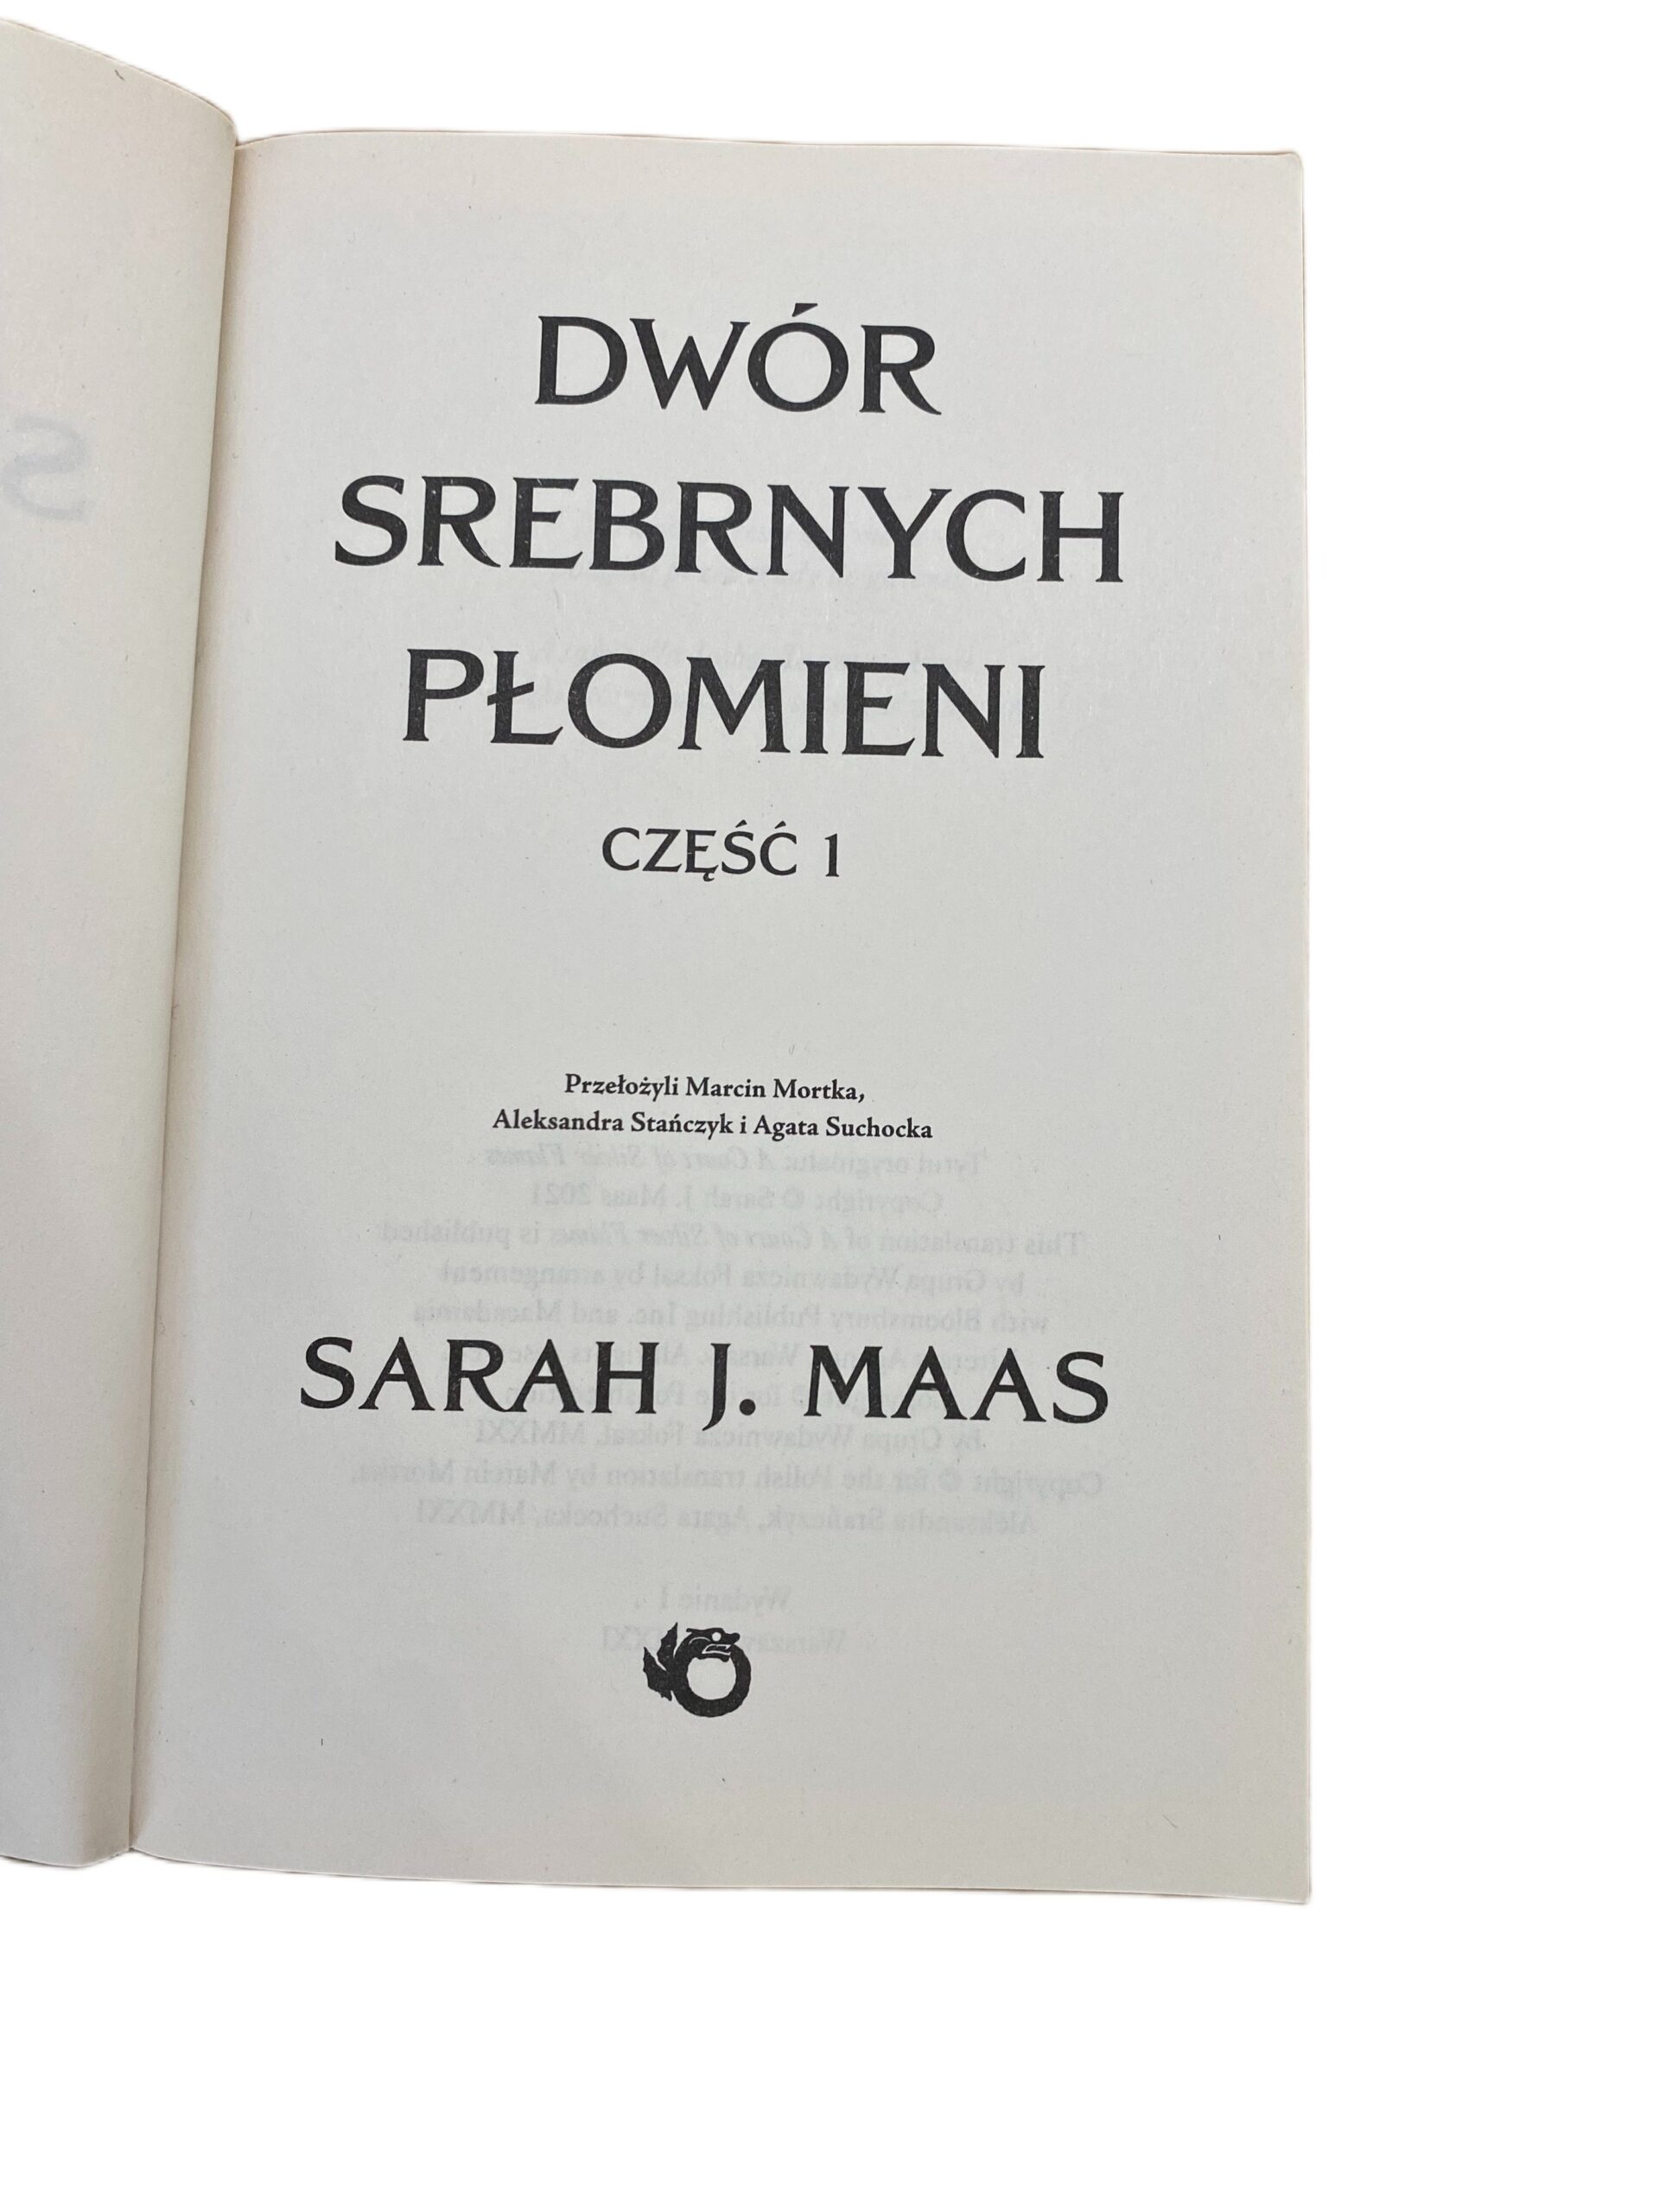 DWÓR
SREBRNYCH
PŁOMIENI
CZĘŚĆ 1
Przełożyli Marcin Mortka,
Aleksandra Stańczyk i Agata Suchocka
SARAH J. MAAS